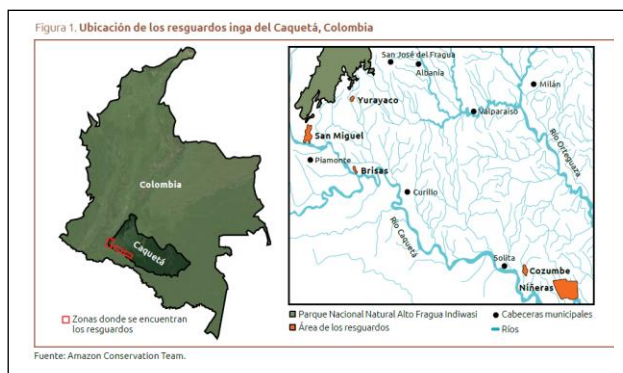 Figura 1. Ubicación de los resguardos inga del Caquetá, Colombia
Colombia
Caquetá
Zonas donde se encuentran
los resguardos
San José del Fragua
Albania
Milán
Yurayaco
Valparaíso
San Miguel
Río Orteguaza
Piamonte
Brisas
Curillo
Río Caquetá
Solita
Cozumbe
Niñeras
Parque Nacional Natural Alto Fragua Indiwasi
Cabeceras municipales
Área de los resguardos
Ríos
Fuente: Amazon Conservation Team.